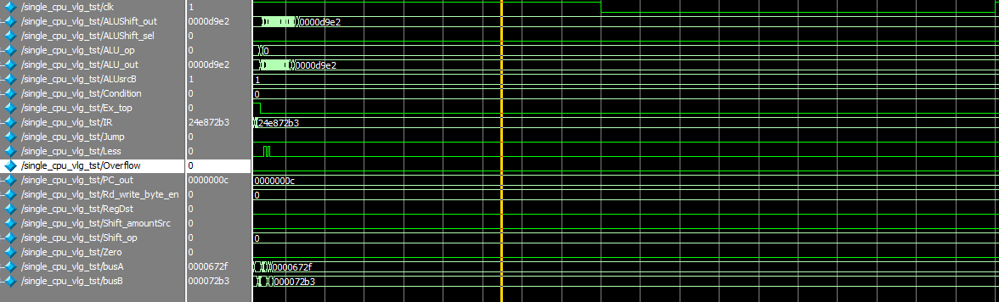 /single_cpu_vlg_tst/clk 1
/single_cpu_vlg_tst/ALUShift_out 0000d9e2 0000d9e2
/single_cpu_vlg_tst/ALUShift_sel 0
/single_cpu_vlg_tst/ALU_op 0 0
/single_cpu_vlg_tst/ALU_out 0000d9e2 0000d9e2
/single_cpu_vlg_tst/ALUsrcB 1 1
/single_cpu_vlg_tst/Condition 0 0
/single_cpu_vlg_tst/Ex_top 0
/single_cpu_vlg_tst/IR 24e872b3 24e872b3
/single_cpu_vlg_tst/Jump 0
/single_cpu_vlg_tst/Less 0
/single_cpu_vlg_tst/Overflow 0
/single_cpu_vlg_tst/PC_out 0000000c 0000000c
/single_cpu_vlg_tst/Rd_write_byte_en 0 0
/single_cpu_vlg_tst/RegDst 0
/single_cpu_vlg_tst/Shift_amountSrc 0
/single_cpu_vlg_tst/Shift_op 0 0
/single_cpu_vlg_tst/Zero 0
/single_cpu_vlg_tst/busA 0000672f 0000672f
/single_cpu_vlg_tst/busB 000072b3 000072b3